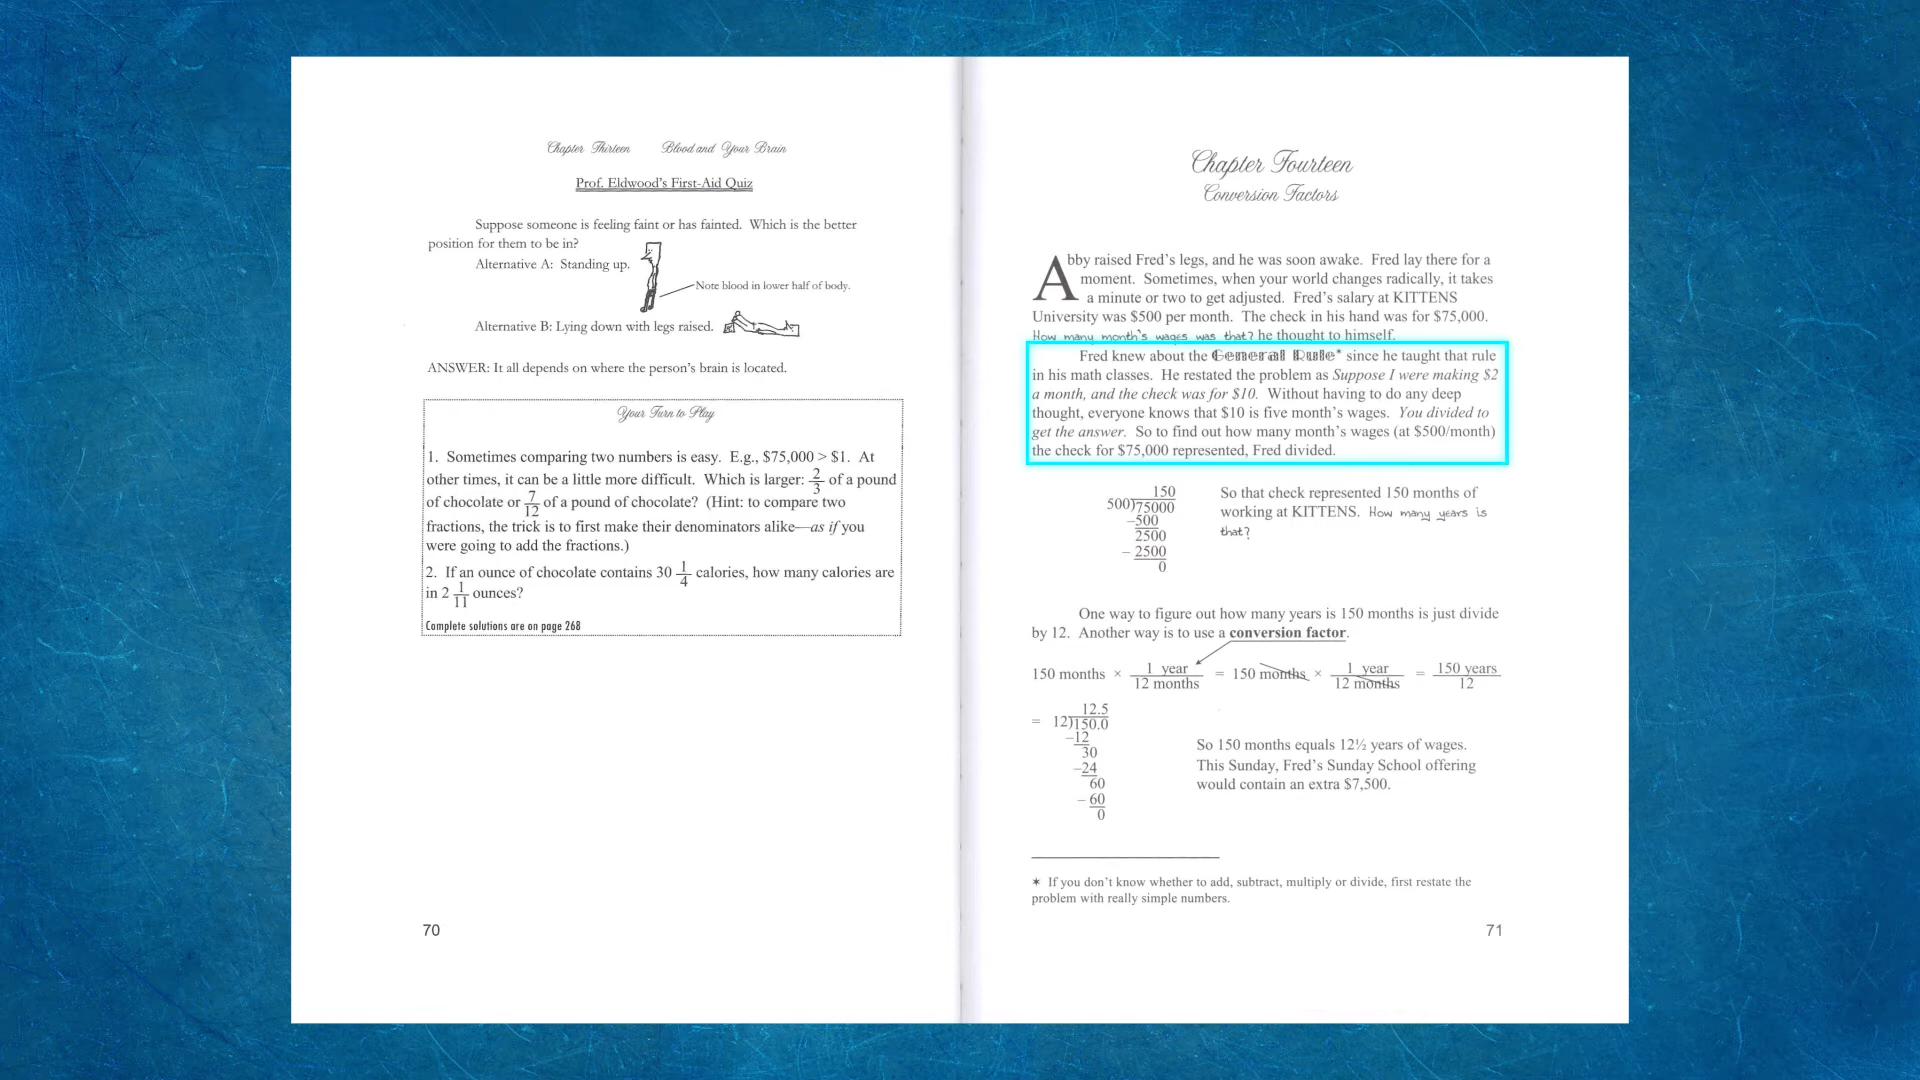 Chapter Thirteen Blood and Your Brain
Prof. Eldwood's First-Aid Quiz
Suppose someone is feeling faint or has fainted. Which is the better
position for them to be in?
Alternative A: Standing up.
Note blood in lower half of body.
Alternative B: Lying down with legs raised.
ANSWER: It all depends on where the person's brain is located.
Your Turn to Play
1. Sometimes comparing two numbers is easy. E.g., $75,000 > $1. At
other times, it can be a little more difficult. Which is larger: 2/3 of a pound
of chocolate or 7/12 of a pound of chocolate? (Hint: to compare two
fractions, the trick is to first make their denominators alike—as if you
were going to add the fractions.)
2. If an ounce of chocolate contains 30 1/4 calories, how many calories are
in 2 1/11 ounces?
Complete solutions are on page 268
70
Chapter Fourteen
Conversion Factors
Abby raised Fred's legs, and he was soon awake. Fred lay there for a
moment. Sometimes, when your world changes radically, it takes
a minute or two to get adjusted. Fred's salary at KITTENS
University was $500 per month. The check in his hand was for $75,000.
How many month's wages was that? he thought to himself.
Fred knew about the General Rule* since he taught that rule
in his math classes. He restated the problem as Suppose I were making $2
a month, and the check was for $10. Without having to do any deep
thought, everyone knows that $10 is five month's wages. You divided to
get the answer. So to find out how many month's wages (at $500/month)
the check for $75,000 represented, Fred divided.
150
500)75000
–500
2500
– 2500
0
So that check represented 150 months of
working at KITTENS. How many years is
that?
One way to figure out how many years is 150 months is just divide
by 12. Another way is to use a conversion factor.
150 months × 1 year/12 months = 150 months × 1 year/12 months = 150 years/12
12.5
= 12)150.0
–12
30
–24
60
– 60
0
So 150 months equals 12½ years of wages.
This Sunday, Fred's Sunday School offering
would contain an extra $7,500.
* If you don't know whether to add, subtract, multiply or divide, first restate the
problem with really simple numbers.
71